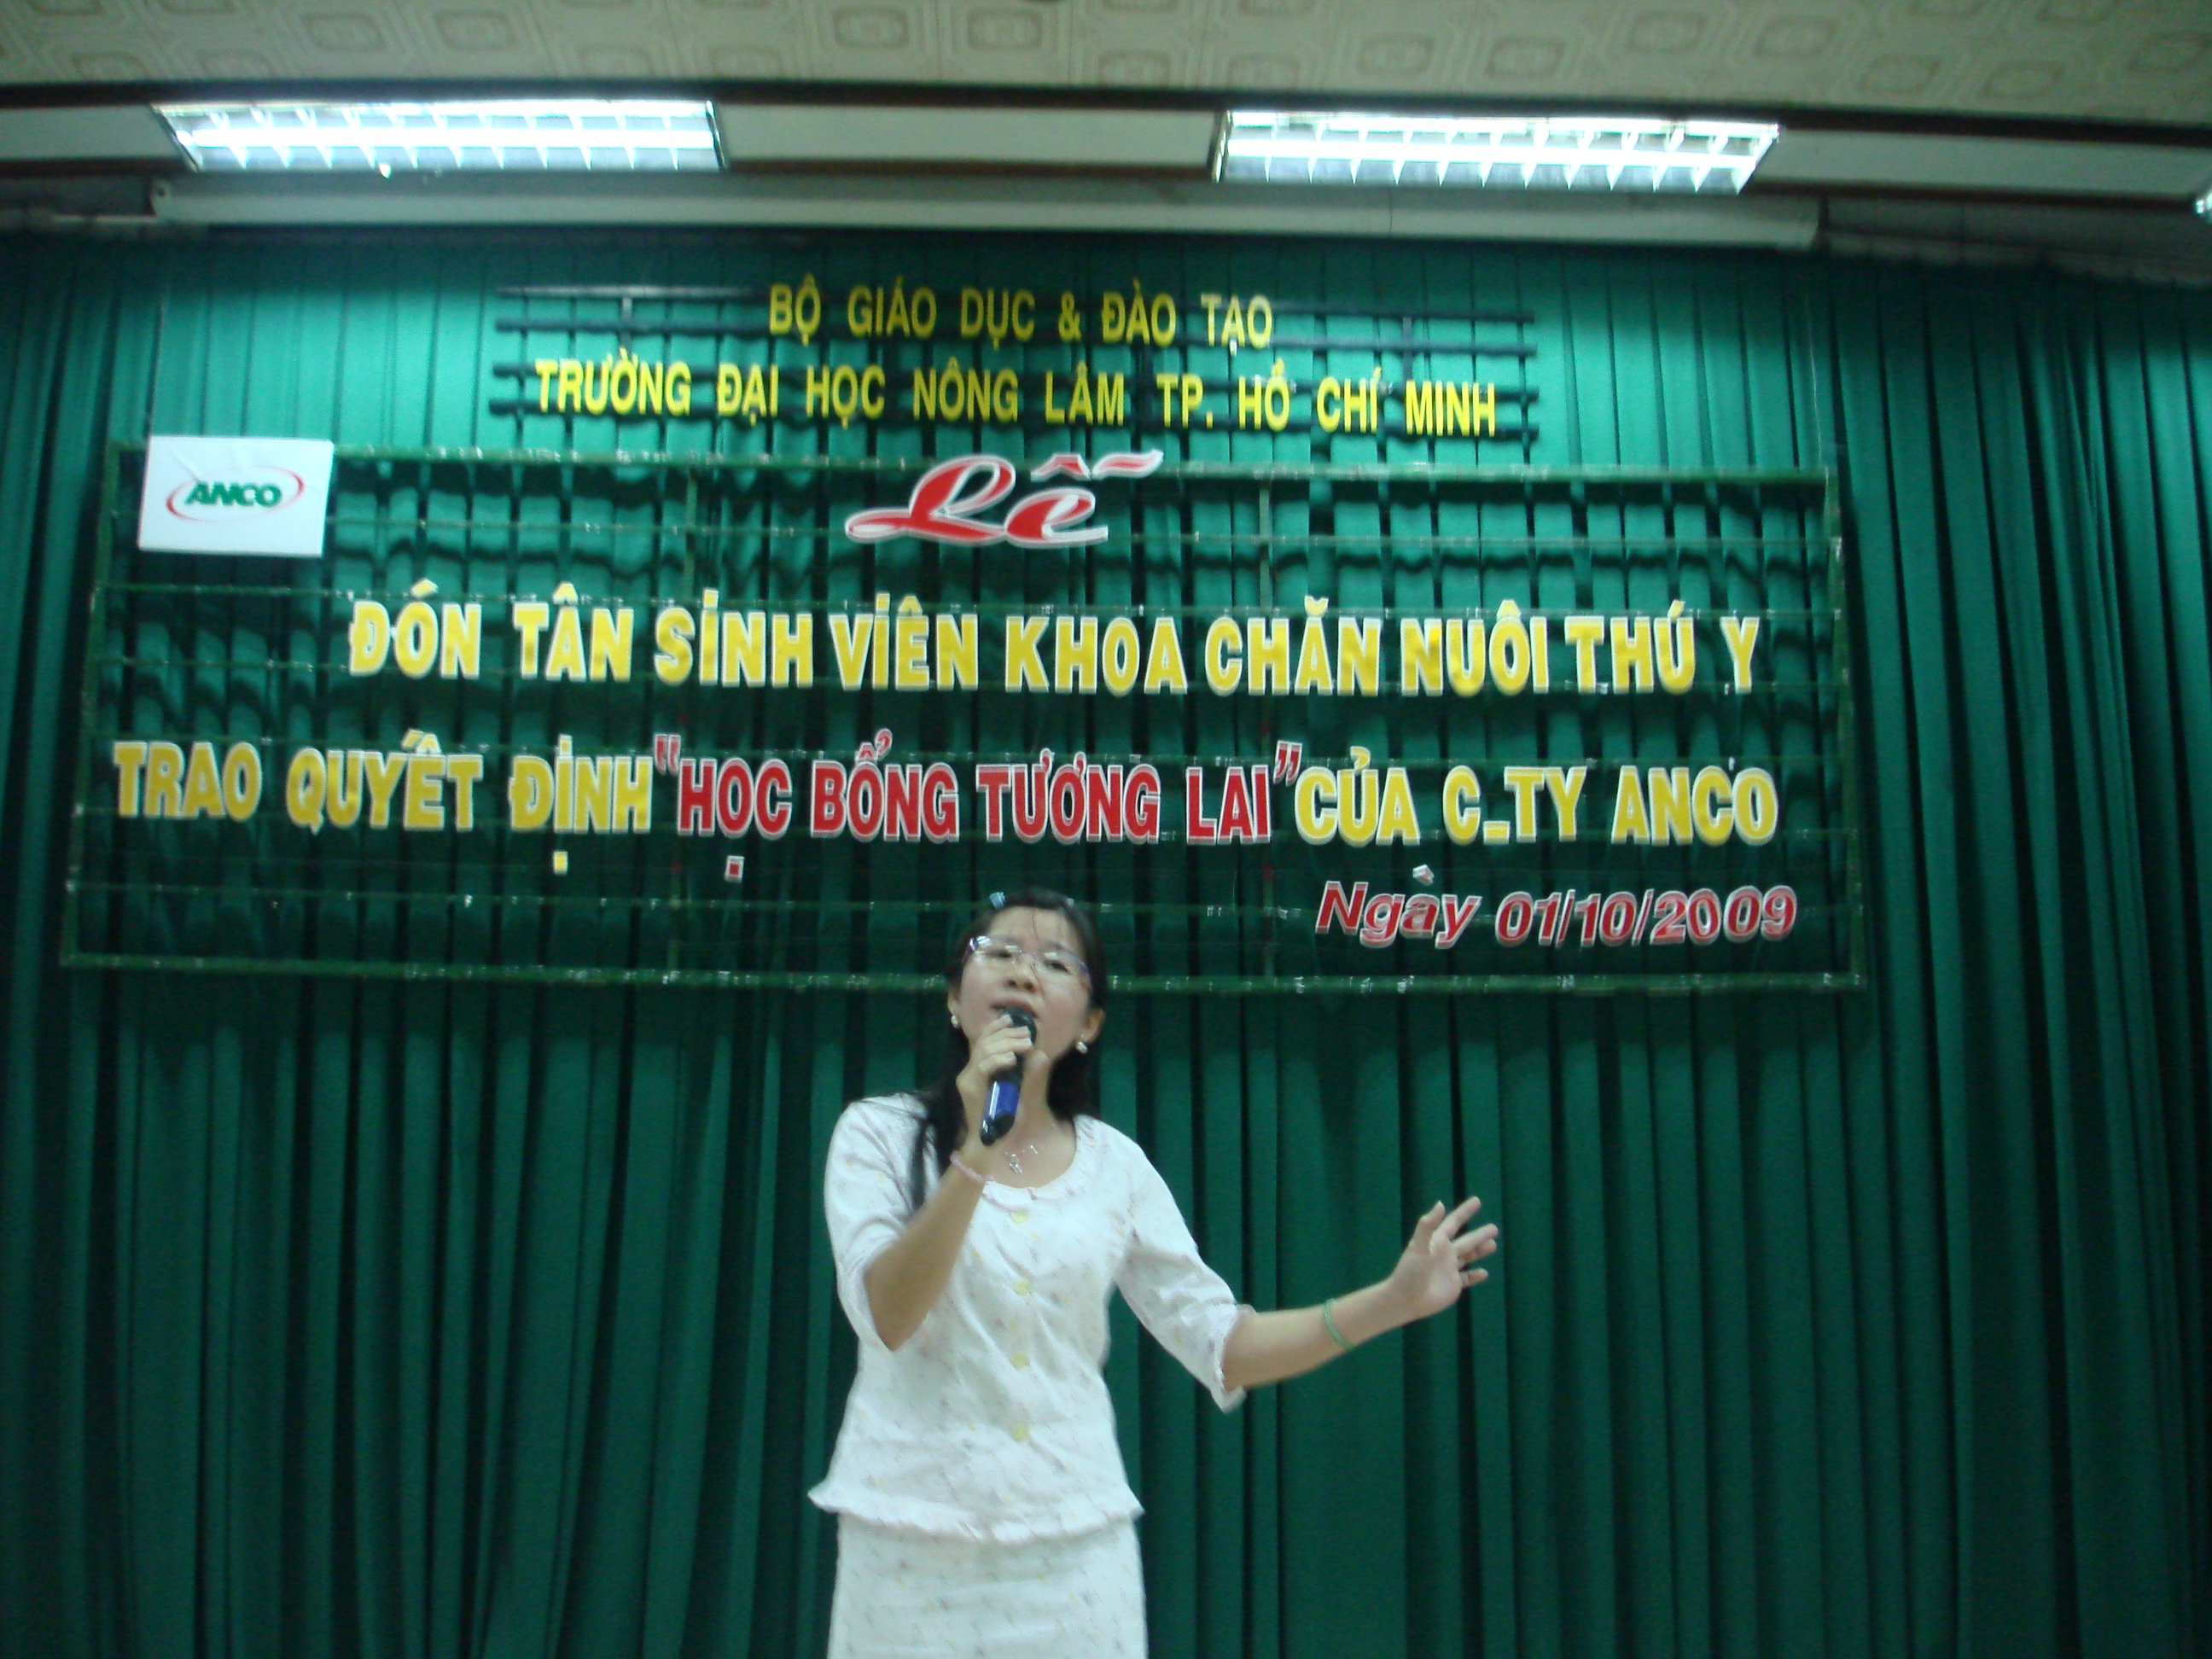 BỘ GIÁO DỤC & ĐÀO TẠO
TRƯỜNG ĐẠI HỌC NÔNG LÂM TP. HỒ CHÍ MINH
ANCO
Lễ
ĐÓN TÂN SINH VIÊN KHOA CHĂN NUÔI THÚ Y
TRAO QUYẾT ĐỊNH "HỌC BỔNG TƯƠNG LAI" CỦA C_TY ANCO
Ngày 01/10/2009